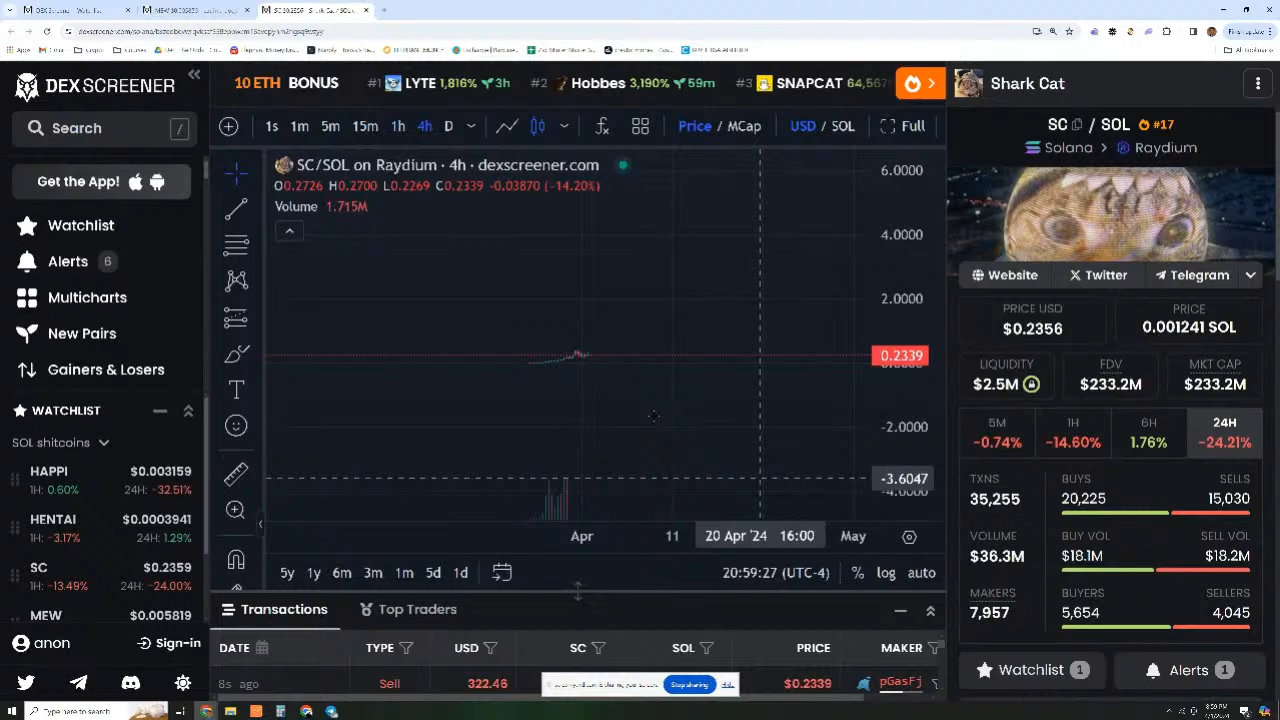 DEX SCREENER
Search
/
Get the App!
Watchlist
Alerts 6
Multicharts
New Pairs
Gainers & Losers
WATCHLIST
SOL shitcoins
HAPPI $0.003159
1H: 0.60% 24H: -32.51%
HENTAI $0.0003941
1H: -3.17% 24H: 1.29%
SC $0.2359
1H: -13.49% 24H: -24.00%
MEW $0.005819
anon Sign-in
10 ETH BONUS #1 LYTE 1,816% 3h #2 Hobbes 3,190% 59m #3 SNAPCAT 64,567
1s 1m 5m 15m 1h 4h D Price / MCap USD / SOL Full
SC/SOL on Raydium · 4h · dexscreener.com
O0.2726 H0.2700 L0.2269 C0.2339 -0.03870 (-14.20%)
Volume 1.715M
6.0000
4.0000
2.0000
0.2339
-2.0000
-3.6047
Apr 11 20 Apr '24 16:00 May
5y 1y 6m 3m 1m 5d 1d 20:59:27 (UTC-4) % log auto
Transactions Top Traders
DATE TYPE USD SC SOL PRICE MAKER
8s ago Sell 322.46 $0.2339 pGasFj
Stop sharing
Shark Cat
SC / SOL #17
Solana > Raydium
Website Twitter Telegram
PRICE USD
$0.2356
PRICE
0.001241 SOL
LIQUIDITY
$2.5M
FDV
$233.2M
MKT CAP
$233.2M
5M 1H 6H 24H
-0.74% -14.60% 1.76% -24.21%
TXNS
35,255
BUYS SELLS
20,225 15,030
VOLUME
$36.3M
BUY VOL SELL VOL
$18.1M $18.2M
MAKERS
7,957
BUYERS SELLERS
5,654 4,045
Watchlist 1 Alerts 1
Type here to search